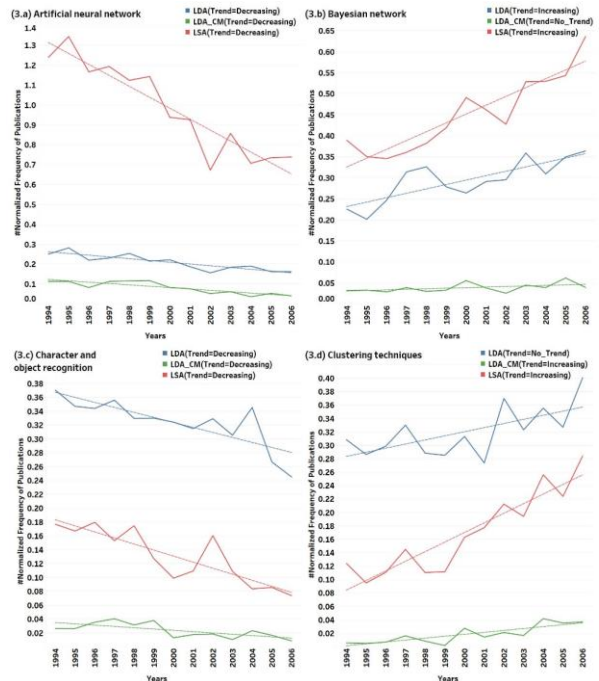 (3.a) Artificial neural network
LDA(Trend=Decreasing)
LDA_CM(Trend=Decreasing)
LSA(Trend=Decreasing)
#Normalized Frequency of Publications
1.4
1.3
1.2
1.1
1.0
0.9
0.8
0.7
0.6
0.5
0.4
0.3
0.2
0.1
0.0
1994 1995 1996 1997 1998 1999 2000 2001 2002 2003 2004 2005 2006
Years
(3.b) Bayesian network
LDA(Trend=Increasing)
LDA_CM(Trend=No_Trend)
LSA(Trend=Increasing)
#Normalized Frequency of Publications
0.65
0.60
0.55
0.50
0.45
0.40
0.35
0.30
0.25
0.20
0.15
0.10
0.05
0.00
1994 1995 1996 1997 1998 1999 2000 2001 2002 2003 2004 2005 2006
Years
(3.c) Character and
object recognition
LDA(Trend=Decreasing)
LDA_CM(Trend=Decreasing)
LSA(Trend=Decreasing)
#Normalized Frequency of Publications
0.38
0.36
0.34
0.32
0.30
0.28
0.26
0.24
0.22
0.20
0.18
0.16
0.14
0.12
0.10
0.08
0.06
0.04
0.02
1994 1995 1996 1997 1998 1999 2000 2001 2002 2003 2004 2005 2006
Years
(3.d) Clustering techniques
LDA(Trend=No_Trend)
LDA_CM(Trend=Increasing)
LSA(Trend=Increasing)
#Normalized Frequency of Publications
0.40
0.38
0.36
0.34
0.32
0.30
0.28
0.26
0.24
0.22
0.20
0.18
0.16
0.14
0.12
0.10
0.08
0.06
0.04
0.02
1994 1995 1996 1997 1998 1999 2000 2001 2002 2003 2004 2005 2006
Years